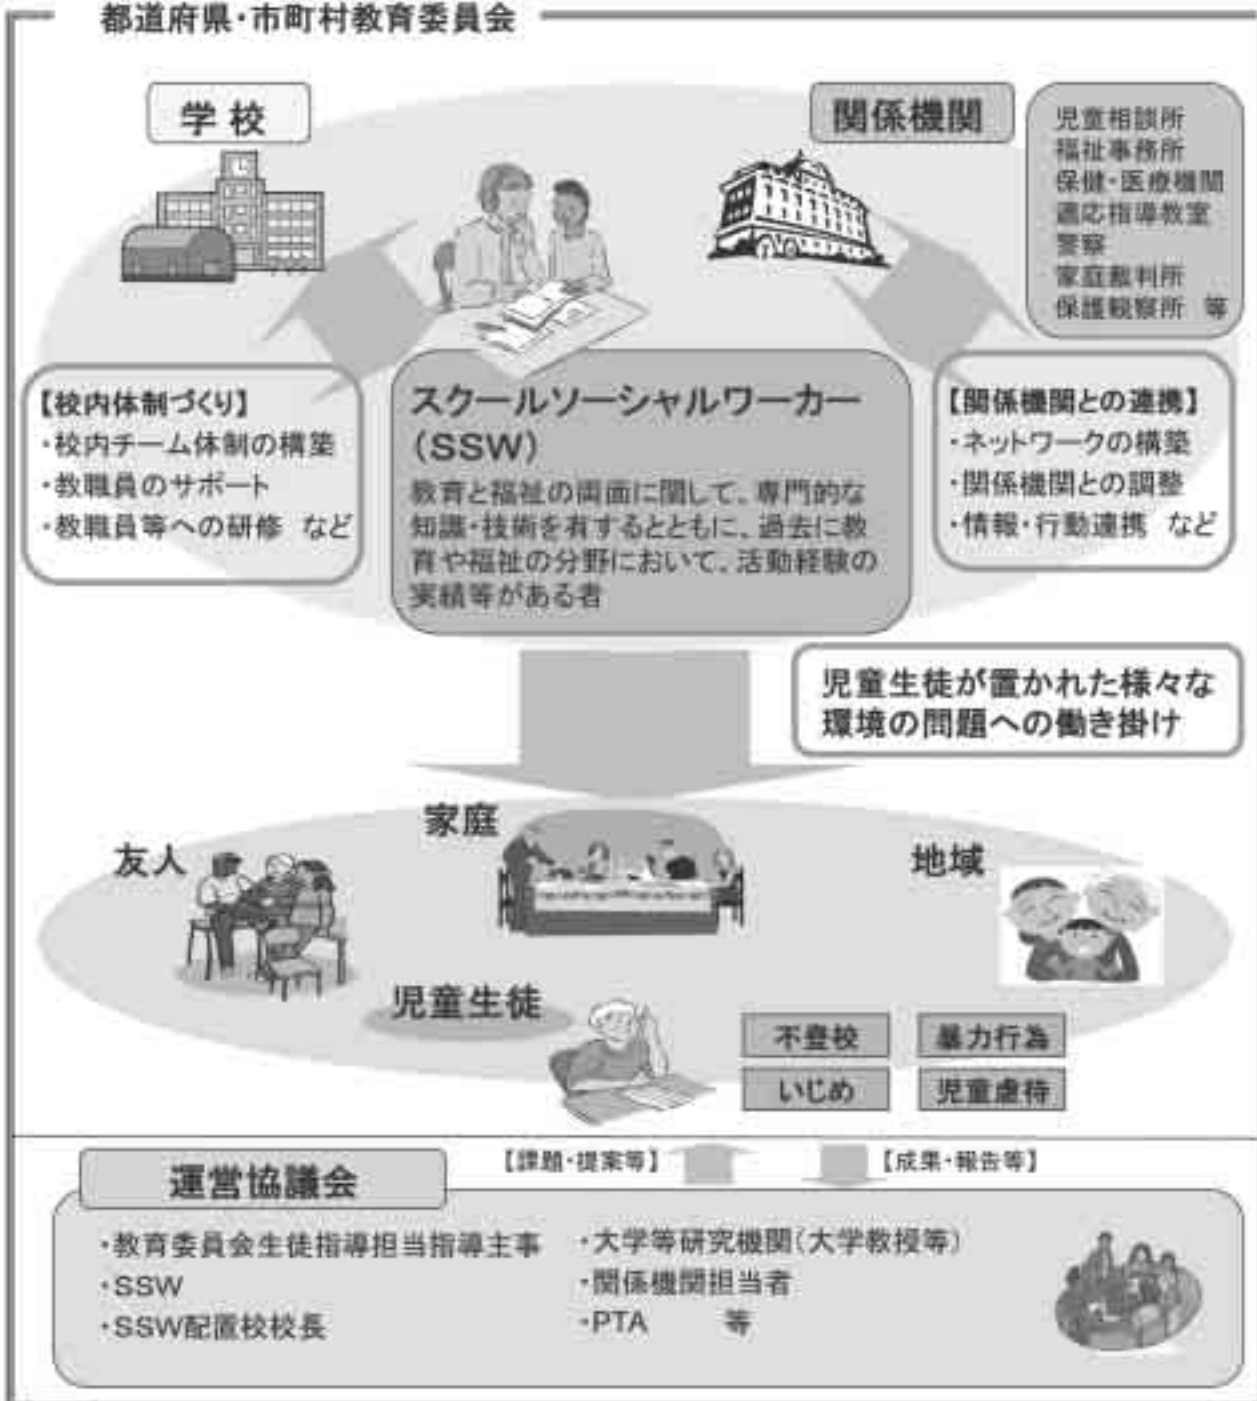 都道府県・市町村教育委員会
学校
関係機関
児童相談所
福祉事務所
保健・医療機関
適応指導教室
警察
家庭裁判所
保護観察所 等
【校内体制づくり】
・校内チーム体制の構築
・教職員のサポート
・教職員等への研修 など
スクールソーシャルワーカー
(SSW)
教育と福祉の両面に関して、専門的な
知識・技術を有するとともに、過去に教
育や福祉の分野において、活動経験の
実績等がある者
【関係機関との連携】
・ネットワークの構築
・関係機関との調整
・情報・行動連携 など
児童生徒が置かれた様々な
環境の問題への働き掛け
家庭
友人
地域
児童生徒
不登校
暴力行為
いじめ
児童虐待
【課題・提案等】
【成果・報告等】
運営協議会
・教育委員会生徒指導担当指導主事
・SSW
・SSW配置校校長
・大学等研究機関(大学教授等)
・関係機関担当者
・PTA 等